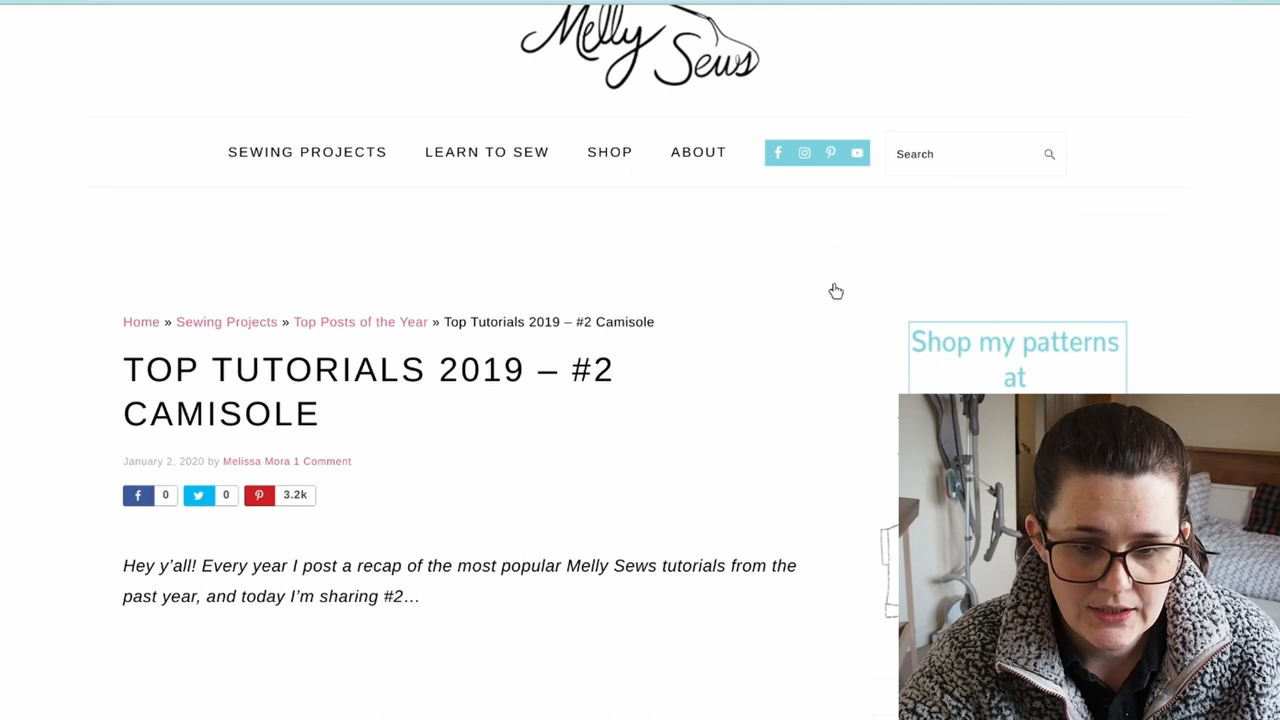 Melly
Sews
SEWING PROJECTS LEARN TO SEW SHOP ABOUT Search
Home » Sewing Projects » Top Posts of the Year » Top Tutorials 2019 – #2 Camisole
TOP TUTORIALS 2019 – #2
CAMISOLE
January 2, 2020 by Melissa Mora 1 Comment
0 0 3.2k
Hey y’all! Every year I post a recap of the most popular Melly Sews tutorials from the
past year, and today I’m sharing #2…
Shop my patterns
at